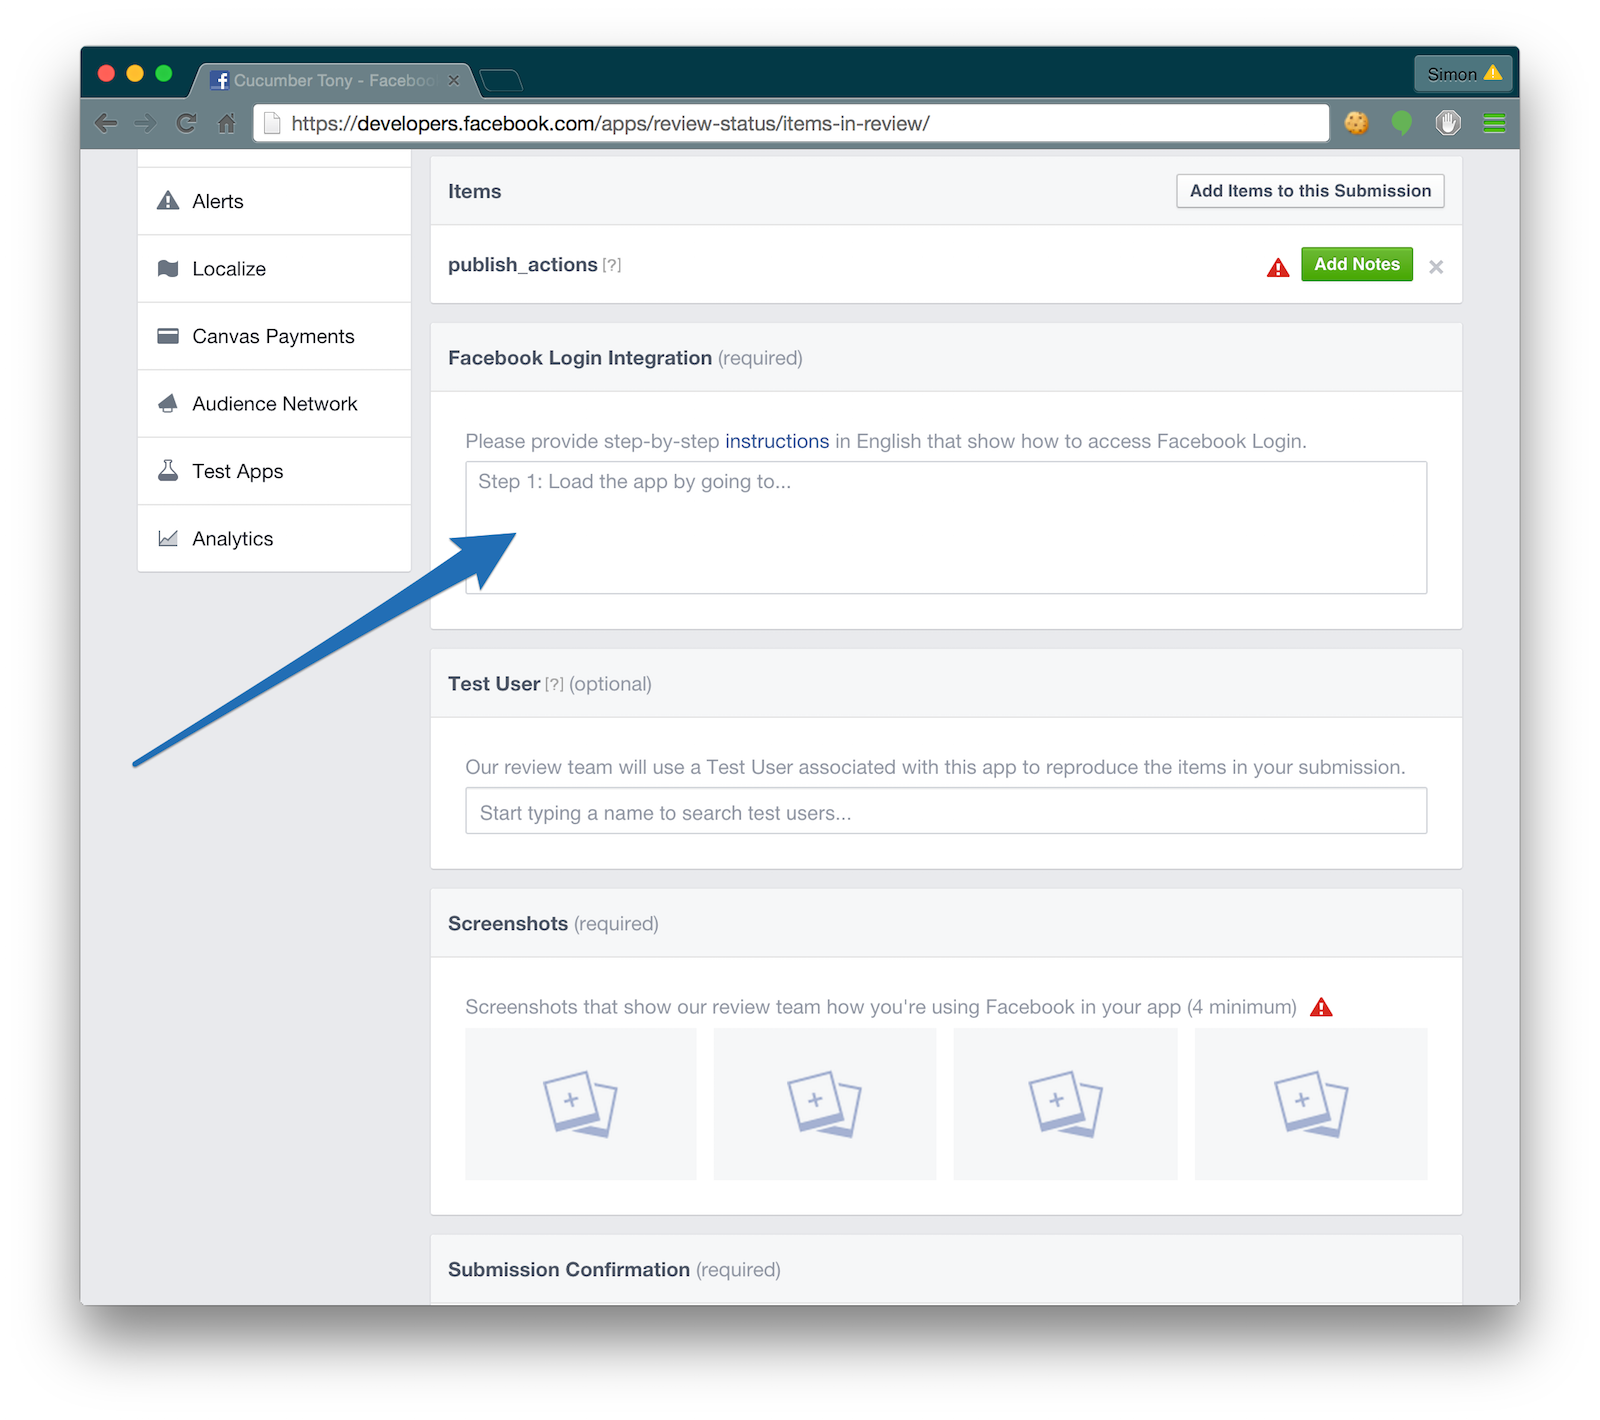 Cucumber Tony - Faceboo
Simon
https://developers.facebook.com/apps/review-status/items-in-review/
Alerts
Localize
Canvas Payments
Audience Network
Test Apps
Analytics
Items
Add Items to this Submission
publish_actions [?]
Add Notes
Facebook Login Integration (required)
Please provide step-by-step instructions in English that show how to access Facebook Login.
Step 1: Load the app by going to...
Test User [?] (optional)
Our review team will use a Test User associated with this app to reproduce the items in your submission.
Start typing a name to search test users...
Screenshots (required)
Screenshots that show our review team how you're using Facebook in your app (4 minimum)
Submission Confirmation (required)